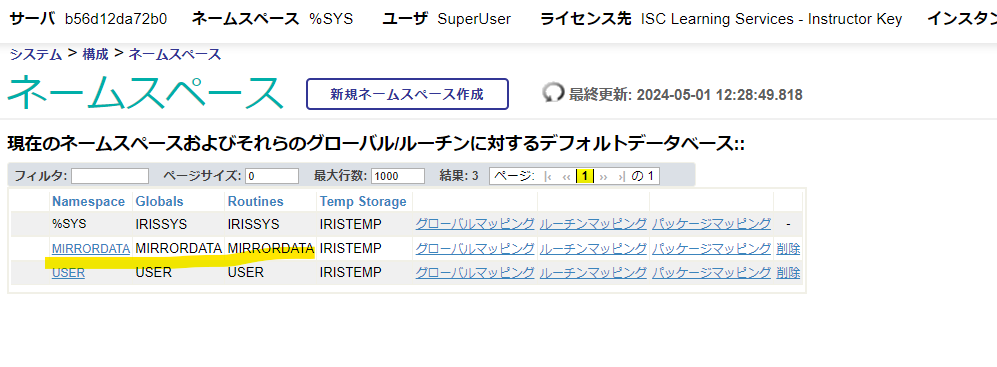 サーバ b56d12da72b0 ネームスペース %SYS ユーザ SuperUser ライセンス先 ISC Learning Services - Instructor Key インスタン
システム > 構成 > ネームスペース
ネームスペース 新規ネームスペース作成 最終更新: 2024-05-01 12:28:49.818
現在のネームスペースおよびそれらのグローバル/ルーチンに対するデフォルトデータベース::
フィルタ: ページサイズ: 0 最大行数: 1000 結果: 3 ページ: |‹ ‹‹ 1 ›› ›| の 1
Namespace Globals Routines Temp Storage
%SYS IRISSYS IRISSYS IRISTEMP グローバルマッピング ルーチンマッピング パッケージマッピング -
MIRRORDATA MIRRORDATA MIRRORDATA IRISTEMP グローバルマッピング ルーチンマッピング パッケージマッピング 削除
USER USER USER IRISTEMP グローバルマッピング ルーチンマッピング パッケージマッピング 削除